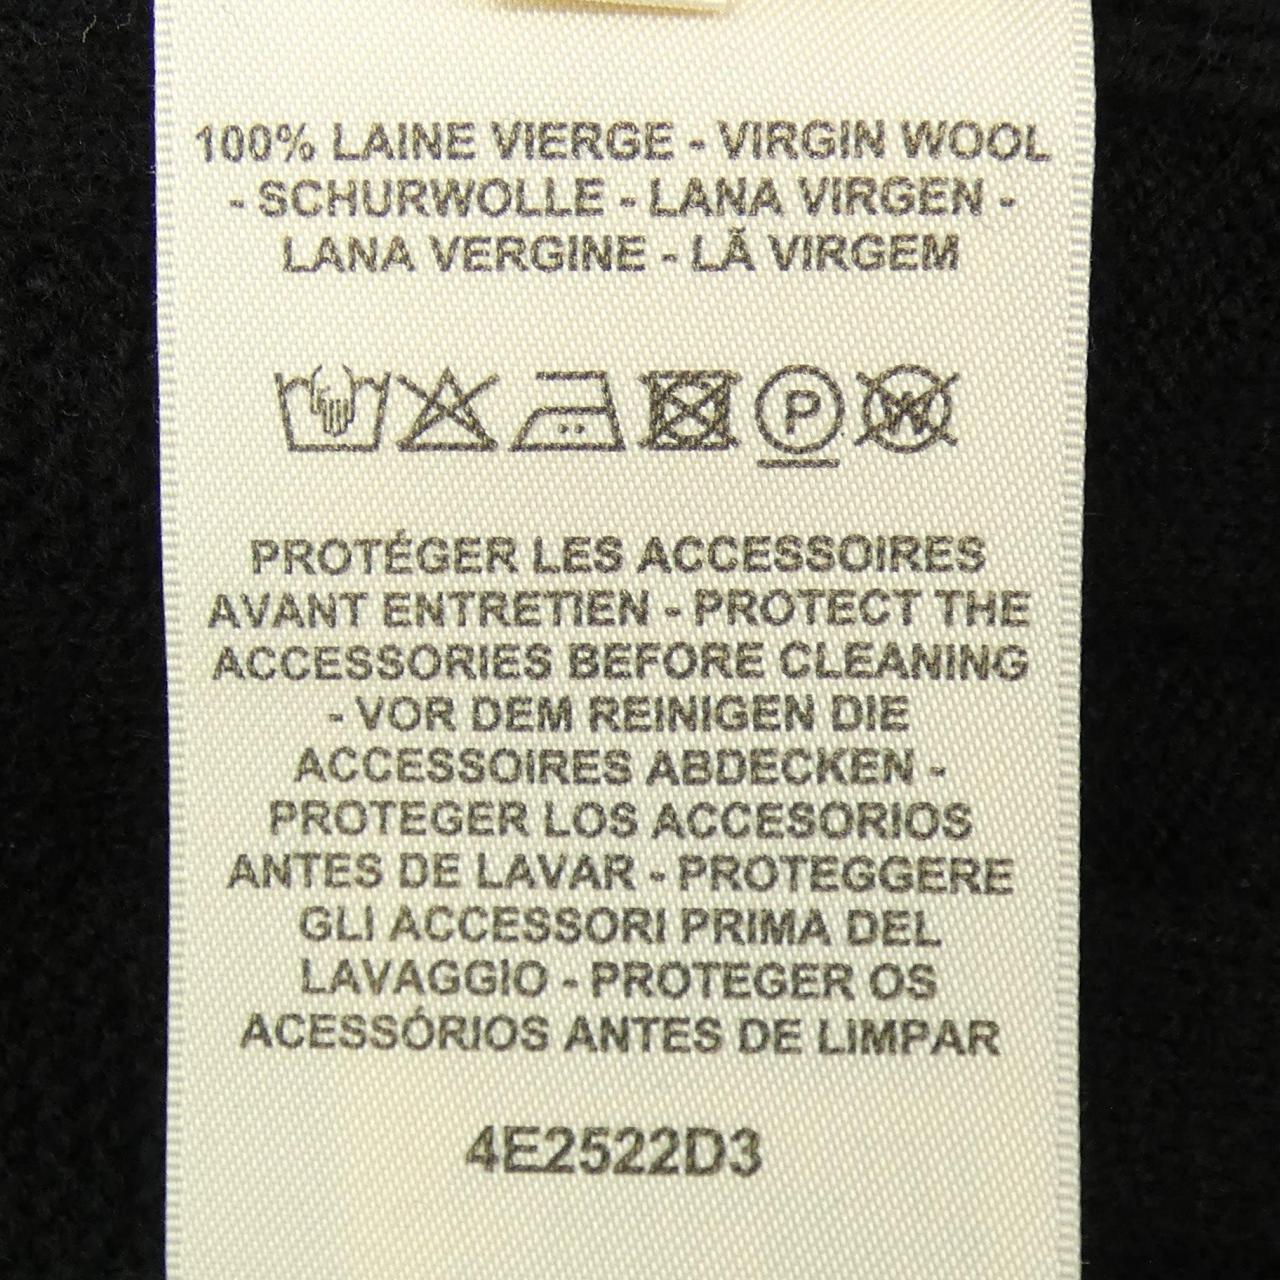 100% LAINE VIERGE - VIRGIN WOOL
- SCHURWOLLE - LANA VIRGEN -
LANA VERGINE - LÃ VIRGEM
P W
PROTÉGER LES ACCESSOIRES
AVANT ENTRETIEN - PROTECT THE
ACCESSORIES BEFORE CLEANING
- VOR DEM REINIGEN DIE
ACCESSOIRES ABDECKEN -
PROTEGER LOS ACCESORIOS
ANTES DE LAVAR - PROTEGGERE
GLI ACCESSORI PRIMA DEL
LAVAGGIO - PROTEGER OS
ACESSÓRIOS ANTES DE LIMPAR
4E2522D3